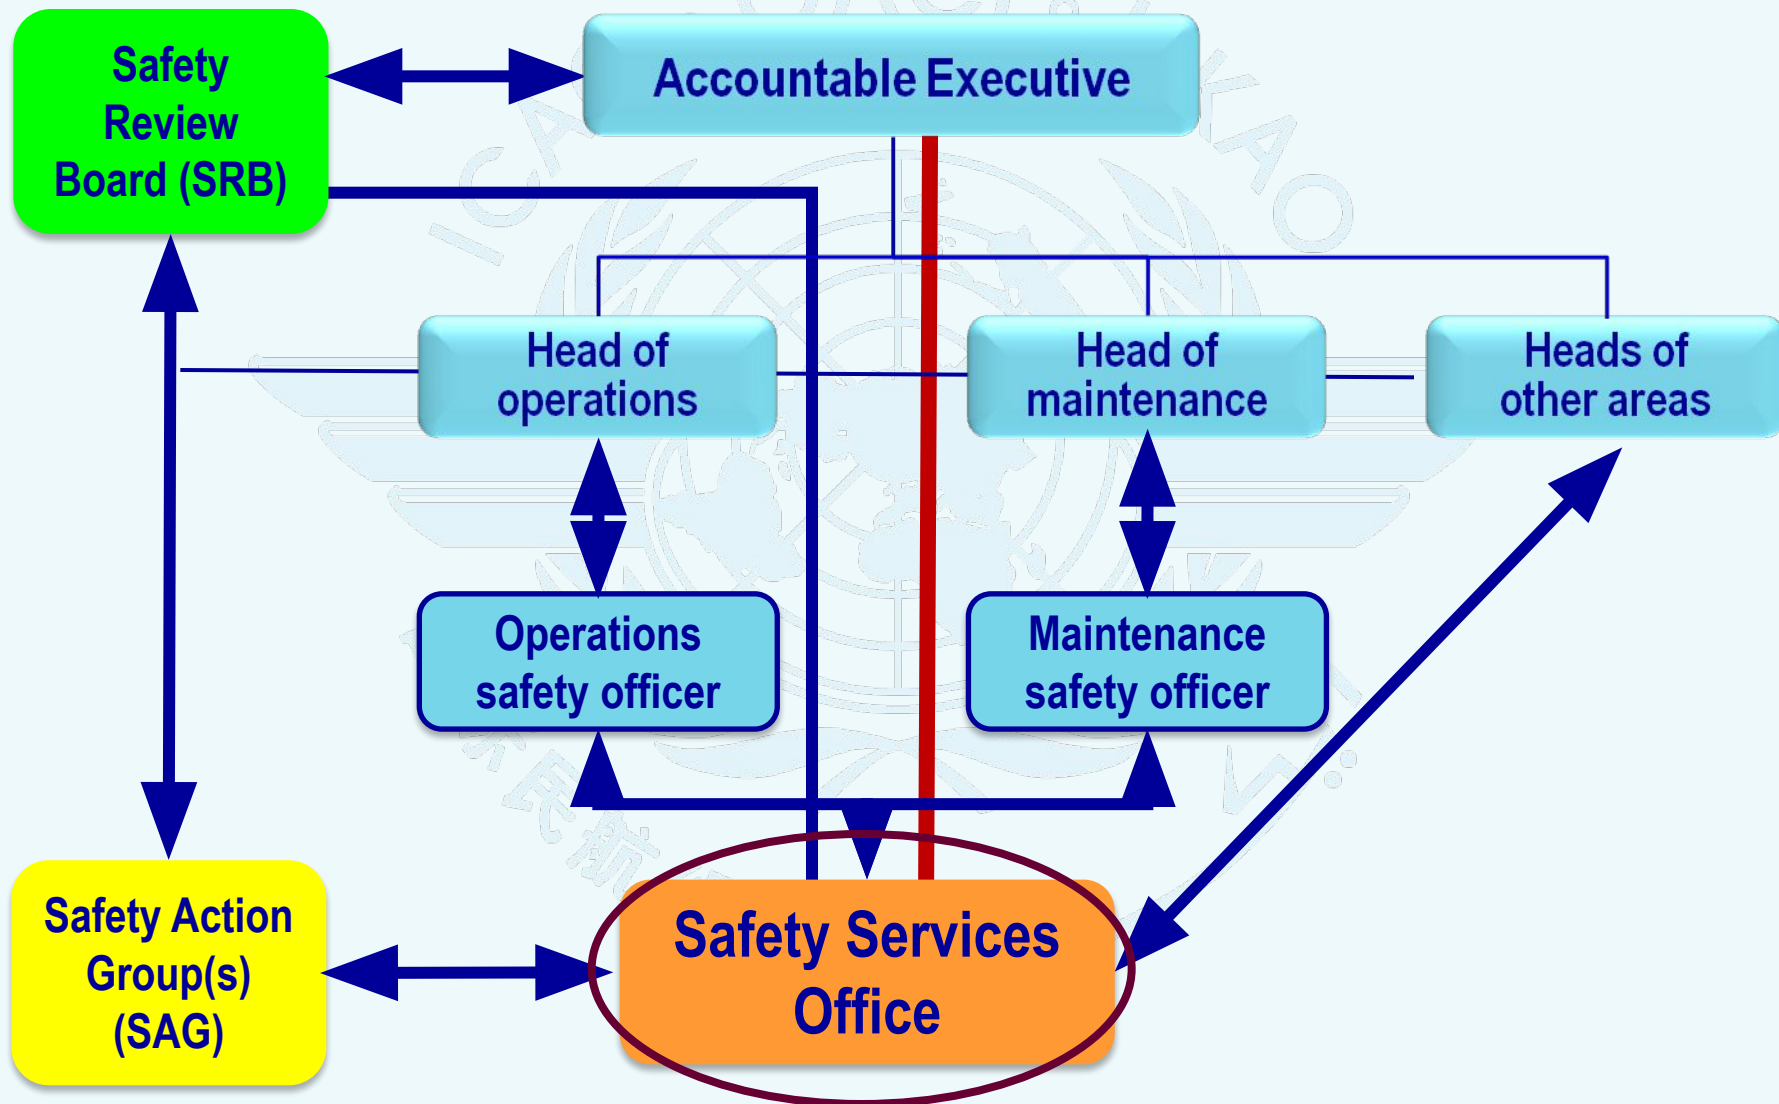 Safety
Review
Board (SRB)
Accountable Executive
ICAO
Head of
operations
Head of
maintenance
Heads of
other areas
Operations
safety officer
Maintenance
safety officer
Safety Action
Group(s)
(SAG)
Safety Services
Office